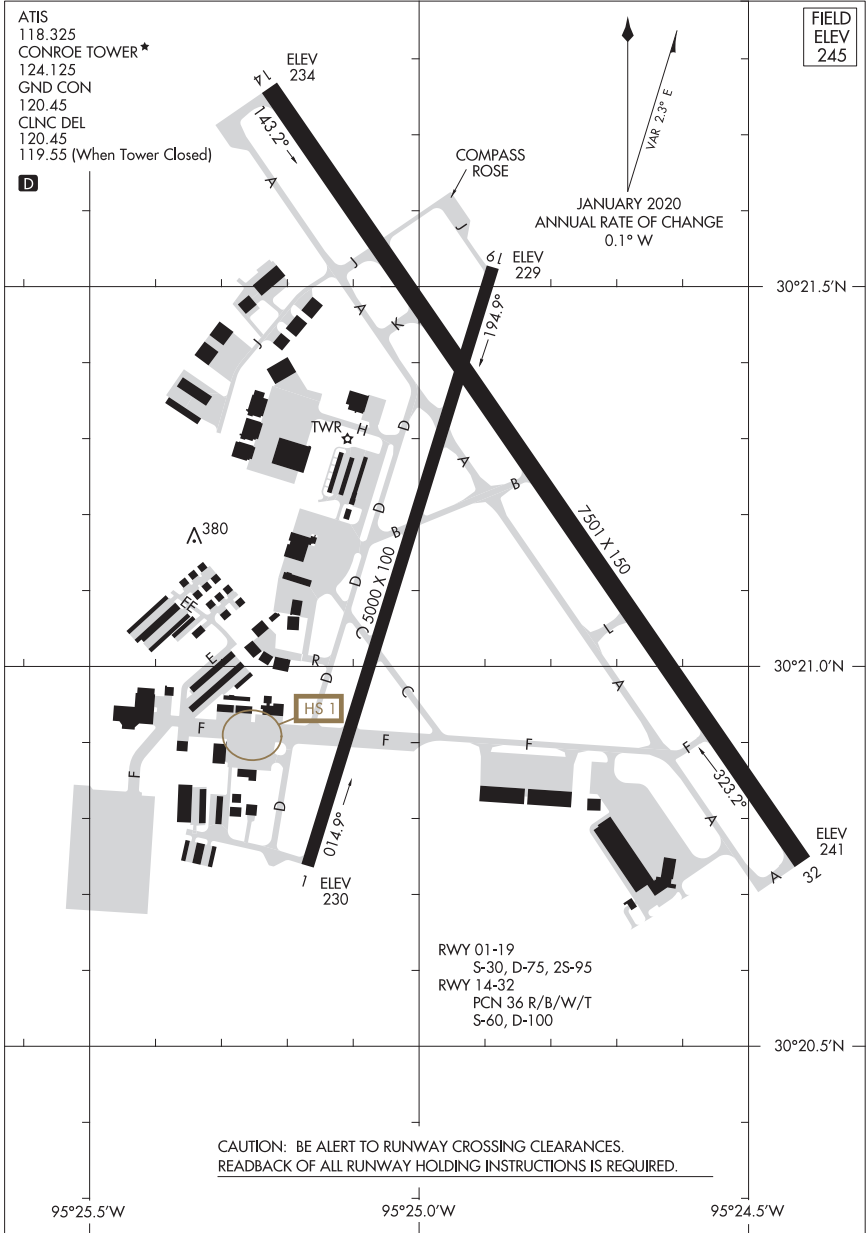 ATIS
118.325
CONROE TOWER★
124.125
GND CON
120.45
CLNC DEL
120.45
119.55 (When Tower Closed)
D
FIELD
ELEV
245
VAR 2.3° E
JANUARY 2020
ANNUAL RATE OF CHANGE
0.1° W
14
ELEV
234
143.2°
A
COMPASS
ROSE
J
19
ELEV
229
194.9°
30°21.5'N
J
A
K
J
TWR
H
D
A
B
D
B
380
7501 X 150
5000 X 100
D
C
EE
E
R
D
L
30°21.0'N
C
A
HS 1
F
F
F
F
323.2°
F
D
A
014.9°
1
ELEV
230
ELEV
241
32
A
RWY 01-19
S-30, D-75, 2S-95
RWY 14-32
PCN 36 R/B/W/T
S-60, D-100
30°20.5'N
CAUTION: BE ALERT TO RUNWAY CROSSING CLEARANCES.
READBACK OF ALL RUNWAY HOLDING INSTRUCTIONS IS REQUIRED.
95°25.5'W
95°25.0'W
95°24.5'W